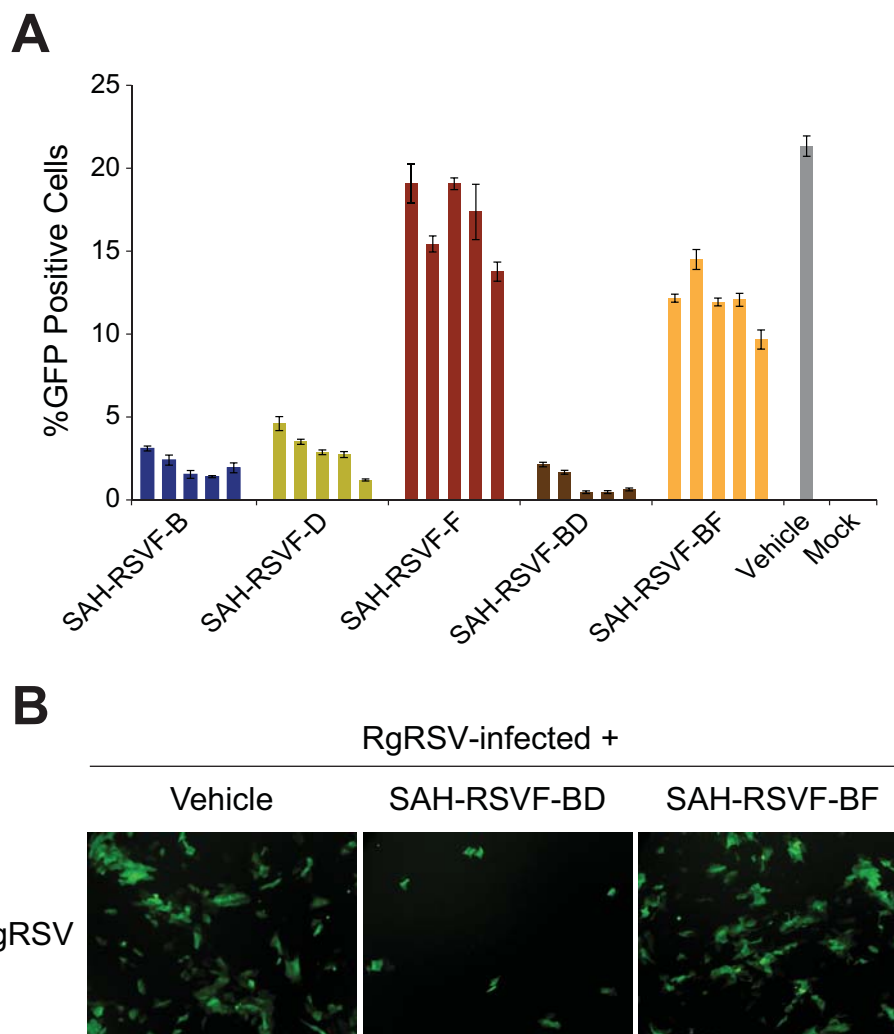 A
25
20
15
10
5
0
%GFP Positive Cells
SAH-RSVF-B
SAH-RSVF-D
SAH-RSVF-F
SAH-RSVF-BD
SAH-RSVF-BF
Vehicle
Mock
B
RgRSV-infected +
Vehicle SAH-RSVF-BD SAH-RSVF-BF
gRSV